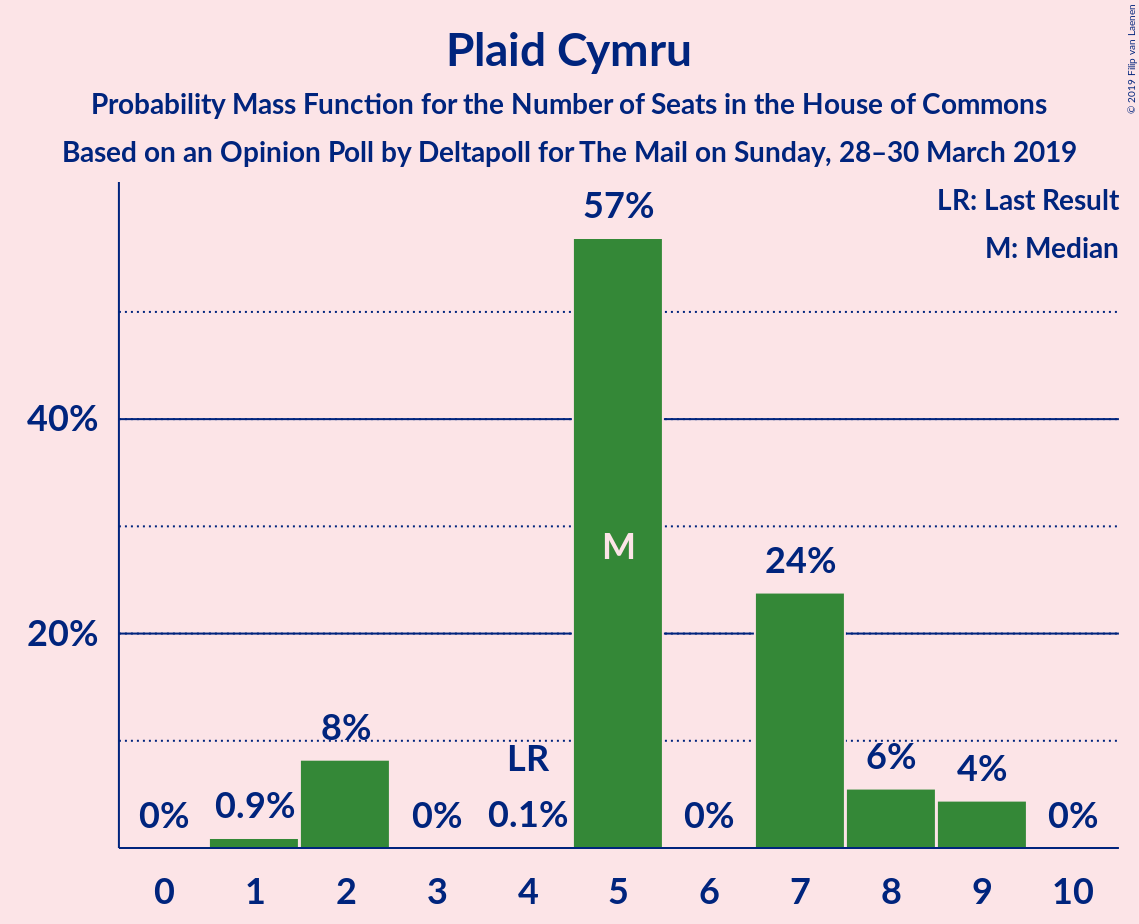 Plaid Cymru
Probability Mass Function for the Number of Seats in the House of Commons
Based on an Opinion Poll by Deltapoll for The Mail on Sunday, 28–30 March 2019
© 2019 Filip van Laenen
LR: Last Result
M: Median
57%
40%
M
24%
20%
8%
LR
6%
4%
0%
0.9%
0%
0.1%
0%
0%
0 1 2 3 4 5 6 7 8 9 10